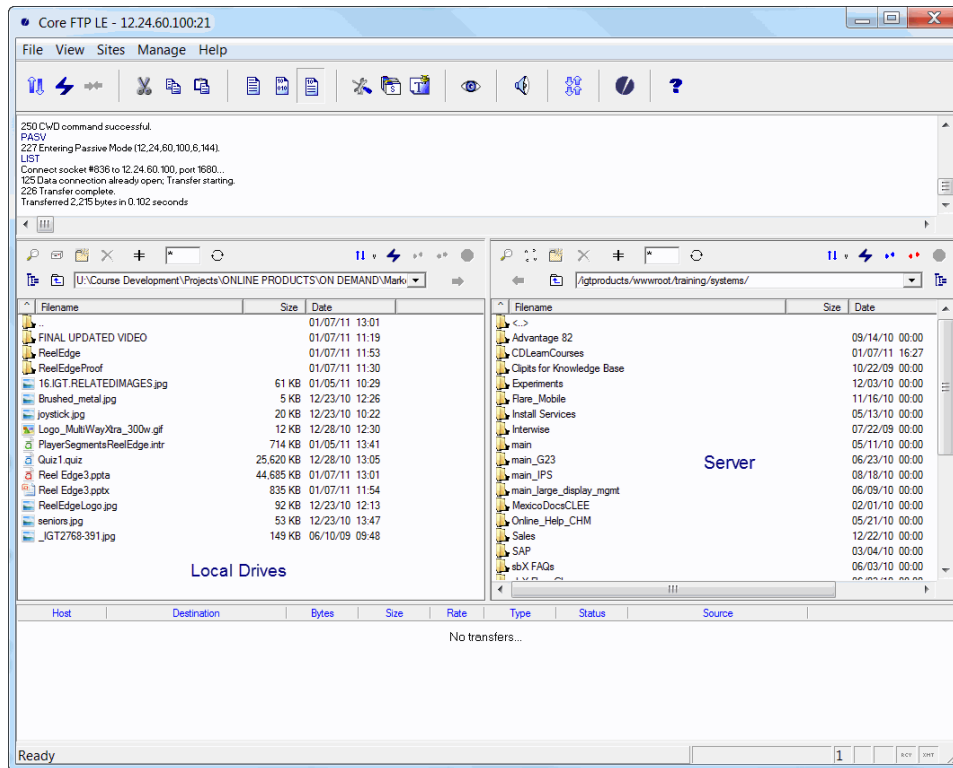 Core FTP LE - 12.24.60.100:21
File View Sites Manage Help
250 CWD command successful.
PASV
227 Entering Passive Mode (12,24,60,100,6,144).
LIST
Connect socket #836 to 12.24.60.100, port 1680...
125 Data connection already open; Transfer starting.
226 Transfer complete.
Transferred 2,215 bytes in 0.102 seconds
*
U:\Course Development\Projects\ONLINE PRODUCTS\ON DEMAND\Marke
^ Filename Size Date
.. 01/07/11 13:01
FINAL UPDATED VIDEO 01/07/11 11:19
ReelEdge 01/07/11 11:53
ReelEdgeProof 01/07/11 11:30
16.IGT.RELATEDIMAGES.jpg 61 KB 01/05/11 10:29
Brushed_metal.jpg 5 KB 12/23/10 12:26
joystick.jpg 20 KB 12/23/10 10:22
Logo_MultiWayXtra_300w.gif 12 KB 12/28/10 12:30
PlayerSegmentsReelEdge.intr 714 KB 01/05/11 13:41
Quiz1.quiz 25,620 KB 12/28/10 13:05
Reel Edge3.ppta 44,685 KB 01/07/11 13:01
Reel Edge3.pptx 835 KB 01/07/11 11:54
ReelEdgeLogo.jpg 92 KB 12/23/10 12:13
seniors.jpg 53 KB 12/23/10 13:47
_IGT2768-391.jpg 149 KB 06/10/09 09:48
Local Drives
*
/igtproducts/wwwroot/training/systems/
^ Filename Size Date
<..>
Advantage 82 09/14/10 00:00
CDLearnCourses 01/07/11 16:27
Clipits for Knowledge Base 10/22/09 00:00
Experiments 12/03/10 00:00
Flare_Mobile 11/16/10 00:00
Install Services 05/13/10 00:00
Interwise 07/22/09 00:00
main 05/11/10 00:00
main_G23 06/23/10 00:00
main_IPS 08/18/10 00:00
main_large_display_mgmt 06/09/10 00:00
MexicoDocsCLEE 02/01/10 00:00
Online_Help_CHM 05/21/10 00:00
Sales 12/22/10 00:00
SAP 03/04/10 00:00
sbX FAQs 06/03/10 00:00
Server
Host Destination Bytes Size Rate Type Status Source
No transfers...
Ready 1 RCP XMT